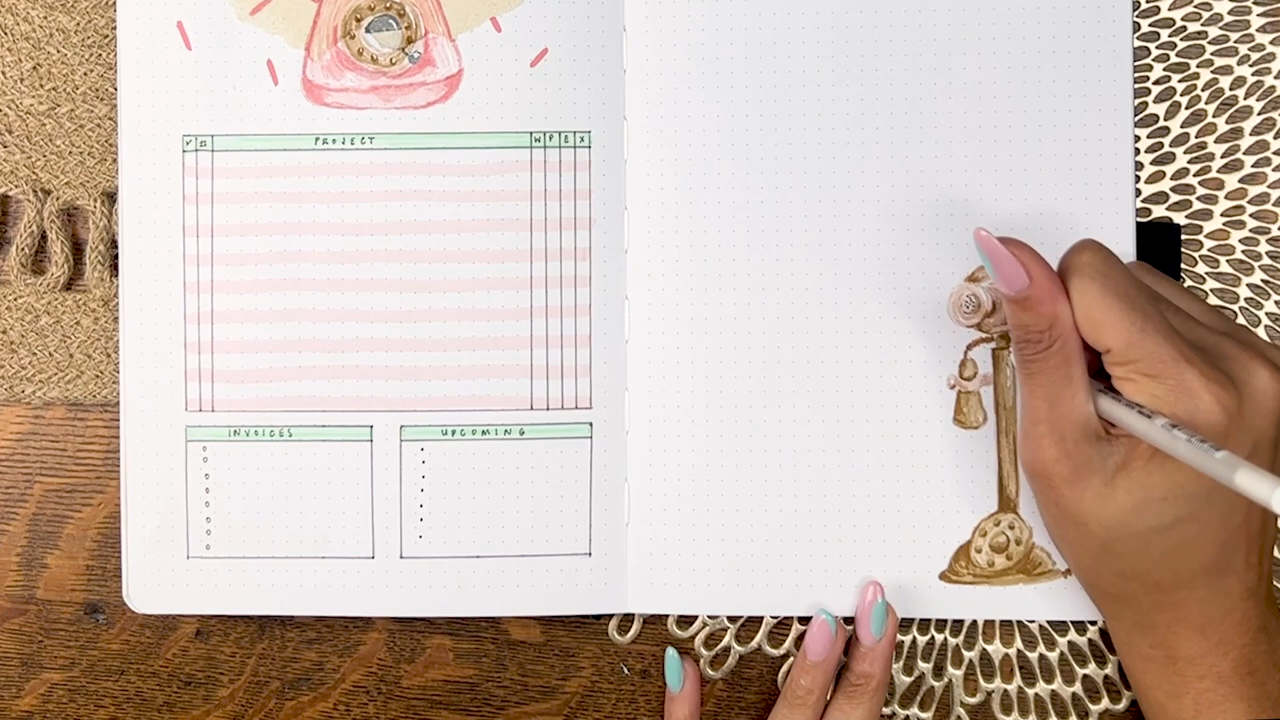 ✓ # PROJECT W P E X
INVOICES
UPCOMING